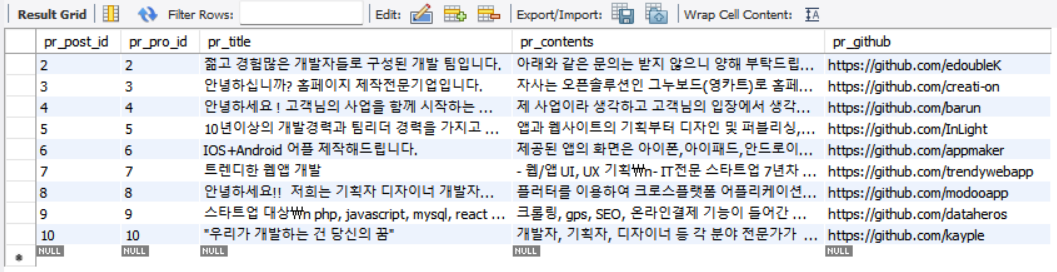 Result Grid Filter Rows: Edit: Export/Import: Wrap Cell Content: IA
pr_post_id pr_pro_id pr_title pr_contents pr_github
2 2 젊고 경험많은 개발자들로 구성된 개발 팀입니다. 아래와 같은 문의는 받지 않으니 양해 부탁드립... https://github.com/edoubleK
3 3 안녕하십니까? 홈페이지 제작전문기업입니다. 자사는 오픈솔루션인 그누보드(영카트)로 홈페... https://github.com/creati-on
4 4 안녕하세요 ! 고객님의 사업을 함께 시작하는 ... 제 사업이라 생각하고 고객님의 입장에서 생각... https://github.com/barun
5 5 10년이상의 개발경력과 팀리더 경력을 가지고 ... 앱과 웹사이트의 기획부터 디자인 및 퍼블리싱,... https://github.com/InLight
6 6 IOS+Android 어플 제작해드립니다. 제공된 앱의 화면은 아이폰,아이패드,안드로이... https://github.com/appmaker
7 7 트렌디한 웹앱 개발 - 웹/앱 UI, UX 기획₩n- IT전문 스타트업 7년차 ... https://github.com/trendywebapp
8 8 안녕하세요!! 저희는 기획자 디자이너 개발자... 플러터를 이용하여 크로스플랫폼 어플리케이션... https://github.com/modooapp
9 9 스타트업 대상₩n php, javascript, mysql, react ... 크롤링, gps, SEO, 온라인결제 기능이 들어간 ... https://github.com/dataheros
10 10 "우리가 개발하는 건 당신의 꿈" 개발자, 기획자, 디자이너 등 각 분야 전문가가 ... https://github.com/kayple
NULL NULL NULL NULL NULL